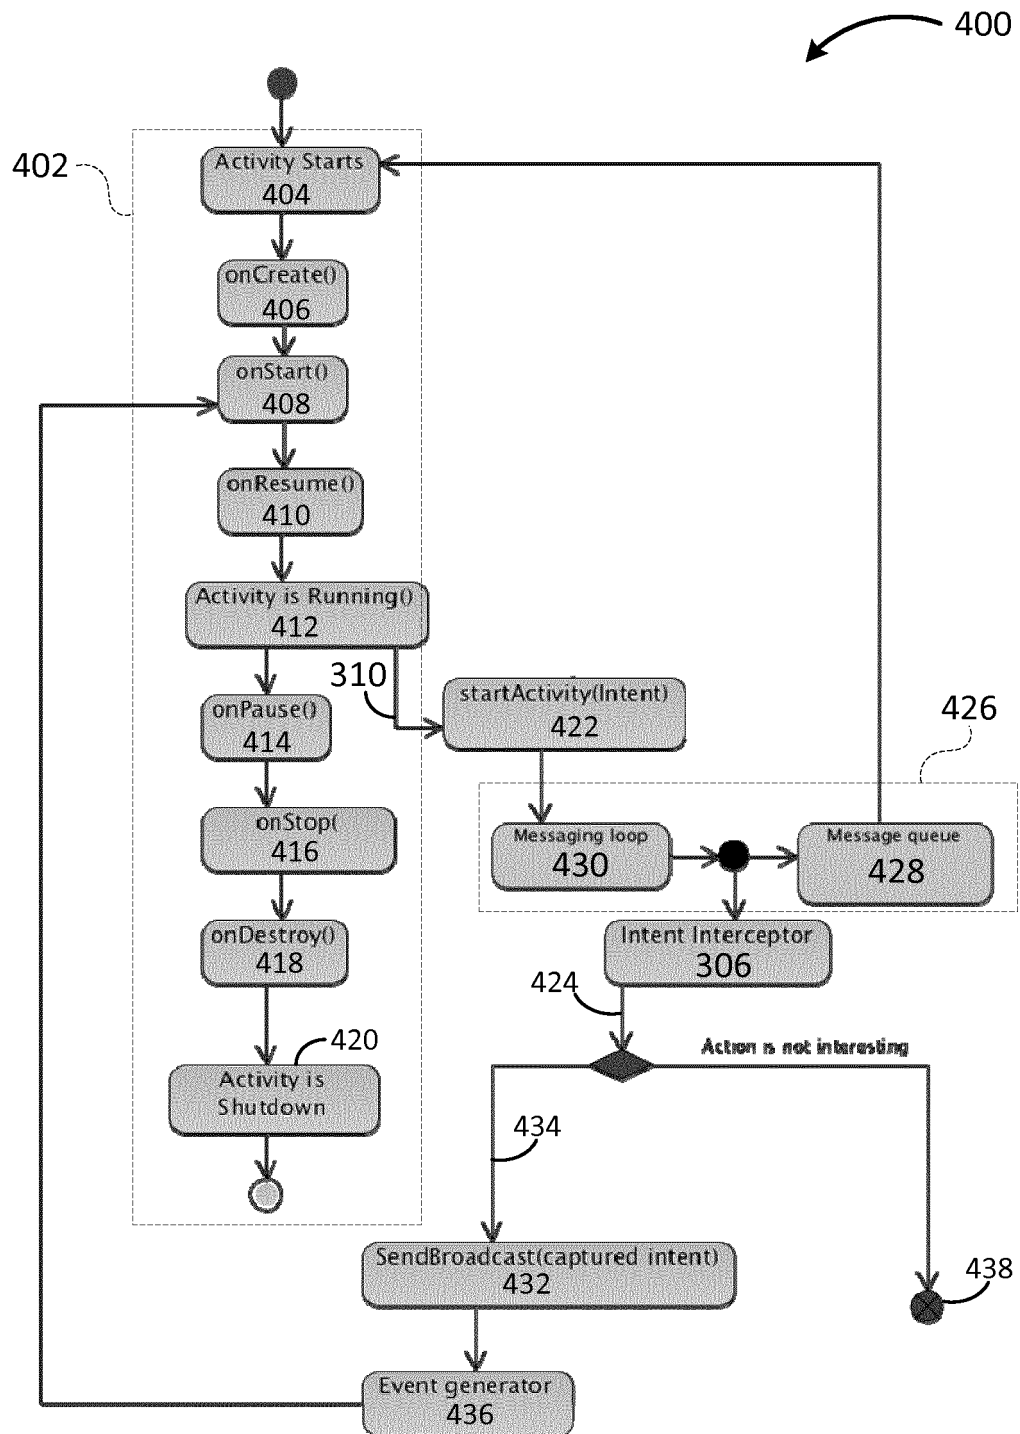 400
402
Activity Starts
404
onCreate()
406
onStart()
408
onResume()
410
Activity is Running()
412
310
startActivity(Intent)
422
426
onPause()
414
Messaging loop
430
Message queue
428
onStop(
416
Intent Interceptor
306
onDestroy()
418
424
Action is not interesting
420
Activity is
Shutdown
434
SendBroadcast(captured intent)
432
438
Event generator
436